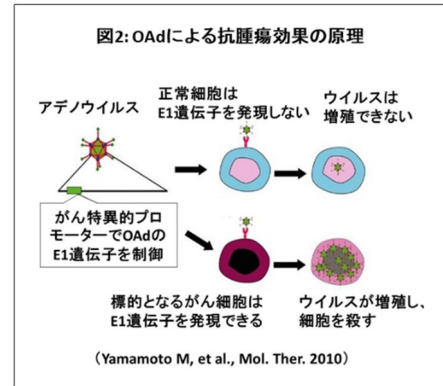 図2: OAdによる抗腫瘍効果の原理
アデノウイルス
正常細胞は
E1遺伝子を発現しない
ウイルスは
増殖できない
がん特異的プロ
モーターでOAdの
E1遺伝子を制御
標的となるがん細胞は
E1遺伝子を発現できる
ウイルスが増殖し、
細胞を殺す
（Yamamoto M, et al., Mol. Ther. 2010）